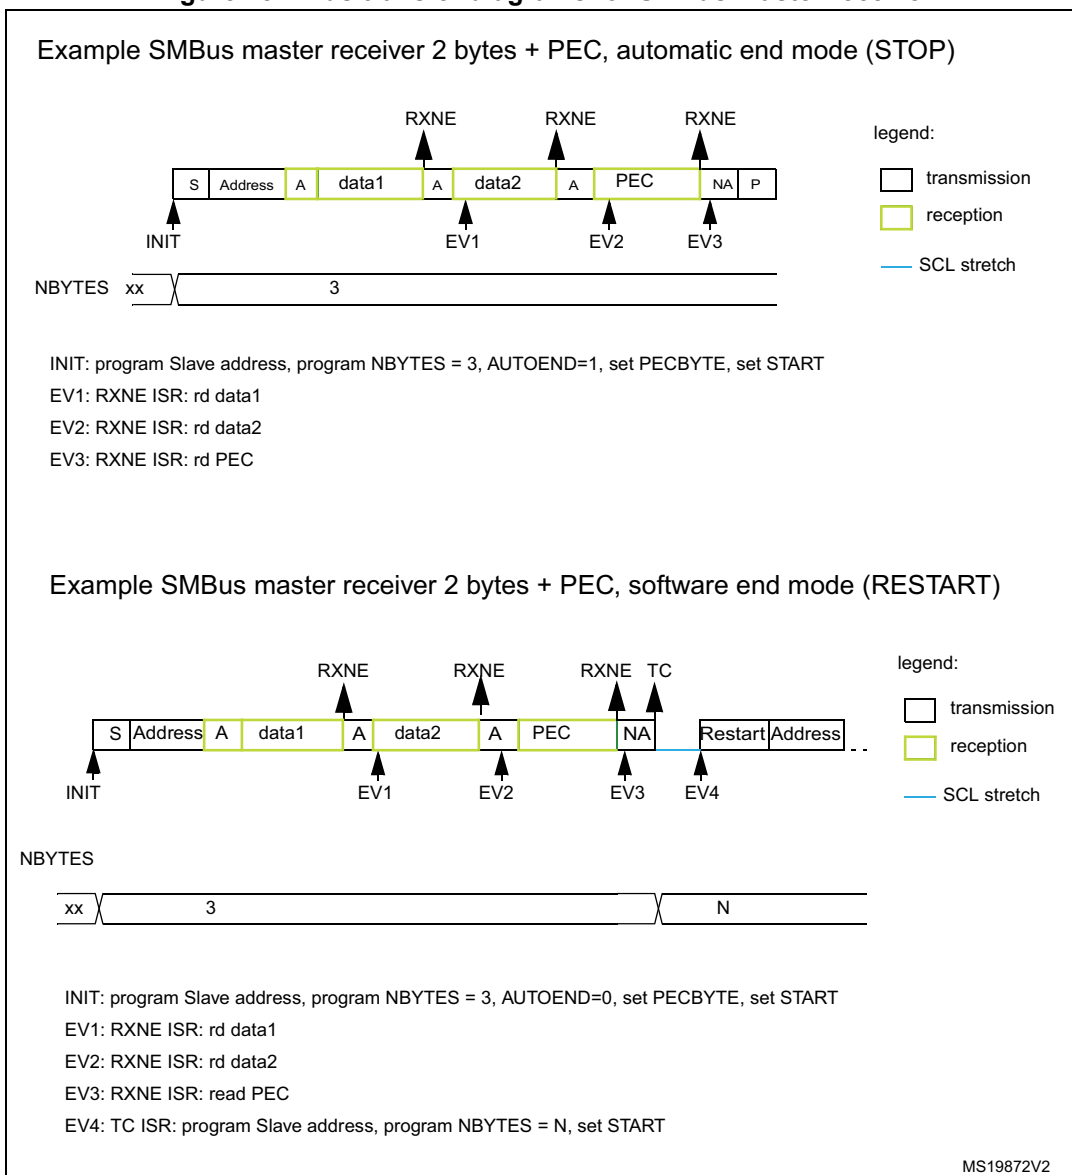 Example SMBus master receiver 2 bytes + PEC, automatic end mode (STOP)
RXNE RXNE RXNE
legend:
S Address A data1 A data2 A PEC NA P
transmission
reception
INIT EV1 EV2 EV3
SCL stretch
NBYTES xx 3
INIT: program Slave address, program NBYTES = 3, AUTOEND=1, set PECBYTE, set START
EV1: RXNE ISR: rd data1
EV2: RXNE ISR: rd data2
EV3: RXNE ISR: rd PEC
Example SMBus master receiver 2 bytes + PEC, software end mode (RESTART)
RXNE RXNE RXNE TC
legend:
transmission
S Address A data1 A data2 A PEC NA Restart Address
reception
INIT EV1 EV2 EV3 EV4
SCL stretch
NBYTES
xx 3 N
INIT: program Slave address, program NBYTES = 3, AUTOEND=0, set PECBYTE, set START
EV1: RXNE ISR: rd data1
EV2: RXNE ISR: rd data2
EV3: RXNE ISR: read PEC
EV4: TC ISR: program Slave address, program NBYTES = N, set START
MS19872V2